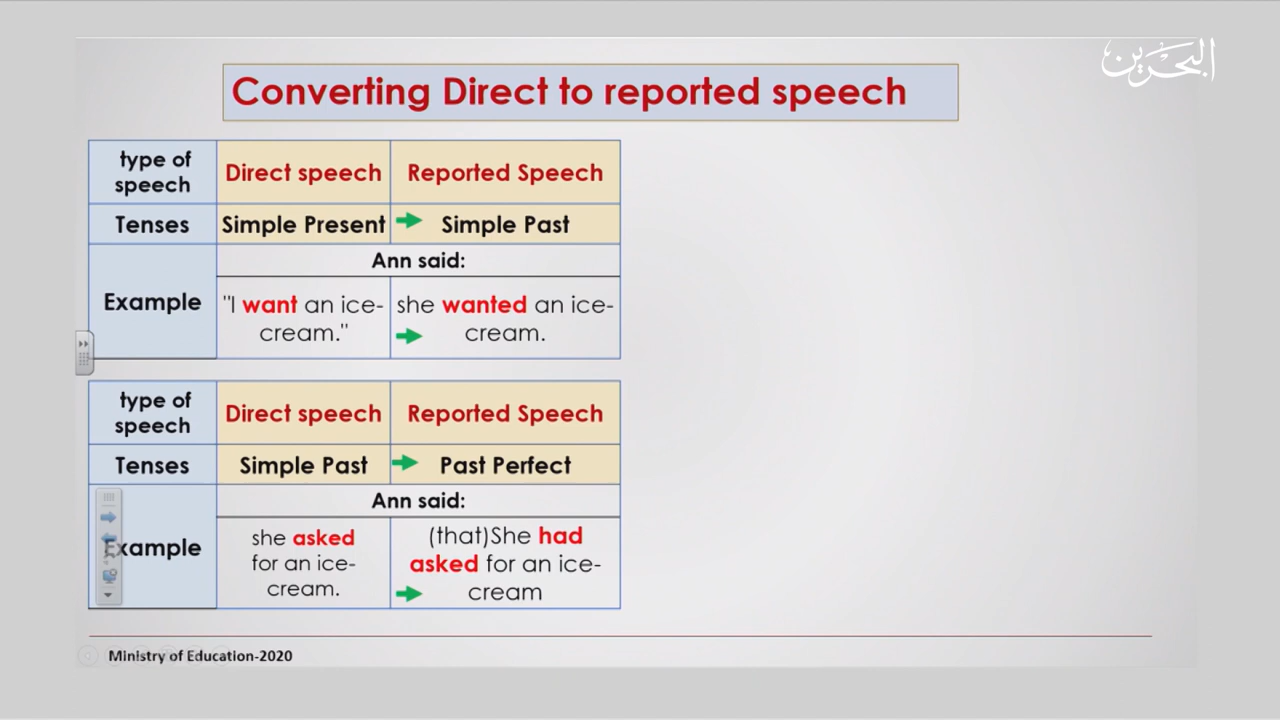 البحرين
Converting Direct to reported speech
type of
speech
Direct speech
Reported Speech
Tenses
Simple Present
Simple Past
Example
Ann said:
"I want an ice-
cream."
she wanted an ice-
cream.
type of
speech
Direct speech
Reported Speech
Tenses
Simple Past
Past Perfect
Example
Ann said:
she asked
for an ice-
cream.
(that)She had
asked for an ice-
cream
Ministry of Education-2020